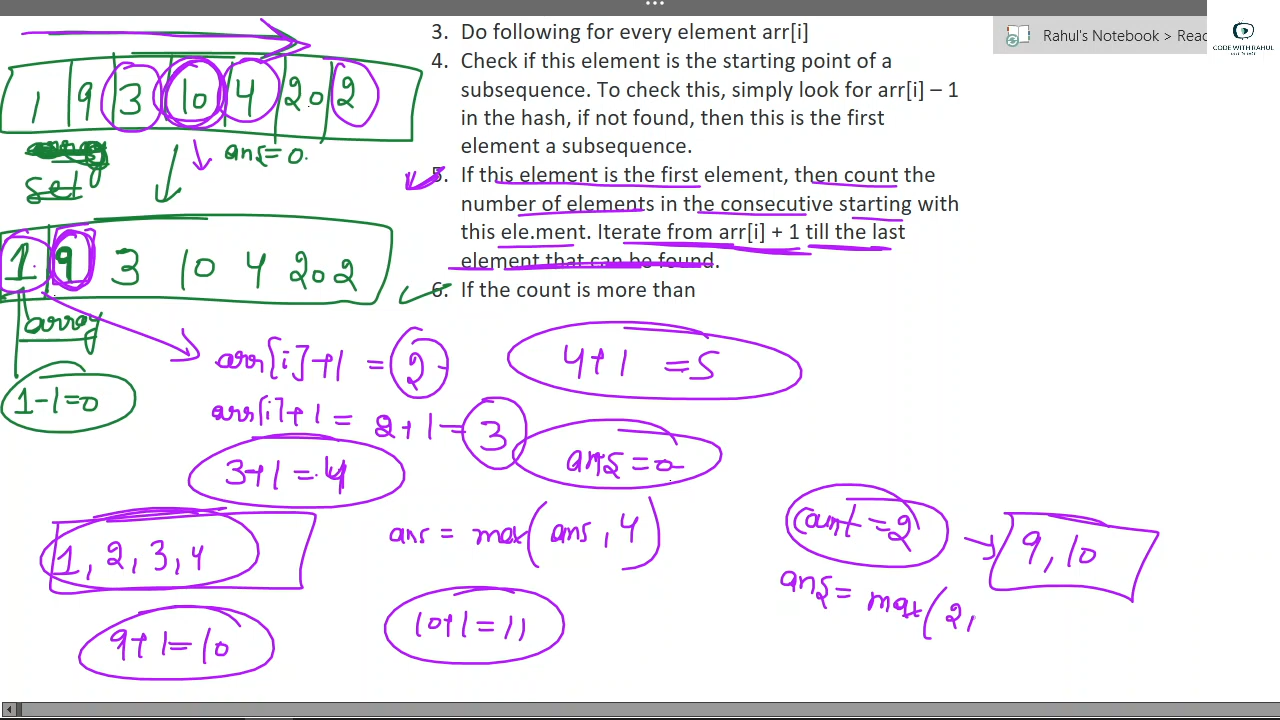 1 9 3 10 4 20 2
ans = 0.
set
1 9 3 10 4 20 2
array
1-1=0
3. Do following for every element arr[i]
4. Check if this element is the starting point of a
subsequence. To check this, simply look for arr[i] – 1
in the hash, if not found, then this is the first
element a subsequence.
5. If this element is the first element, then count the
number of elements in the consecutive starting with
this ele.ment. Iterate from arr[i] + 1 till the last
element that can be found.
6. If the count is more than
Rahul's Notebook > Read
CODE WITH RAHUL
arr[i]+1 = 2
4+1 =5
arr[i]+1 = 2+1= 3
3+1=4
ans=0
1, 2, 3, 4
ans = max(ans, 4)
count=2
9, 10
ans= max(2,
9+1=10
10+1=11